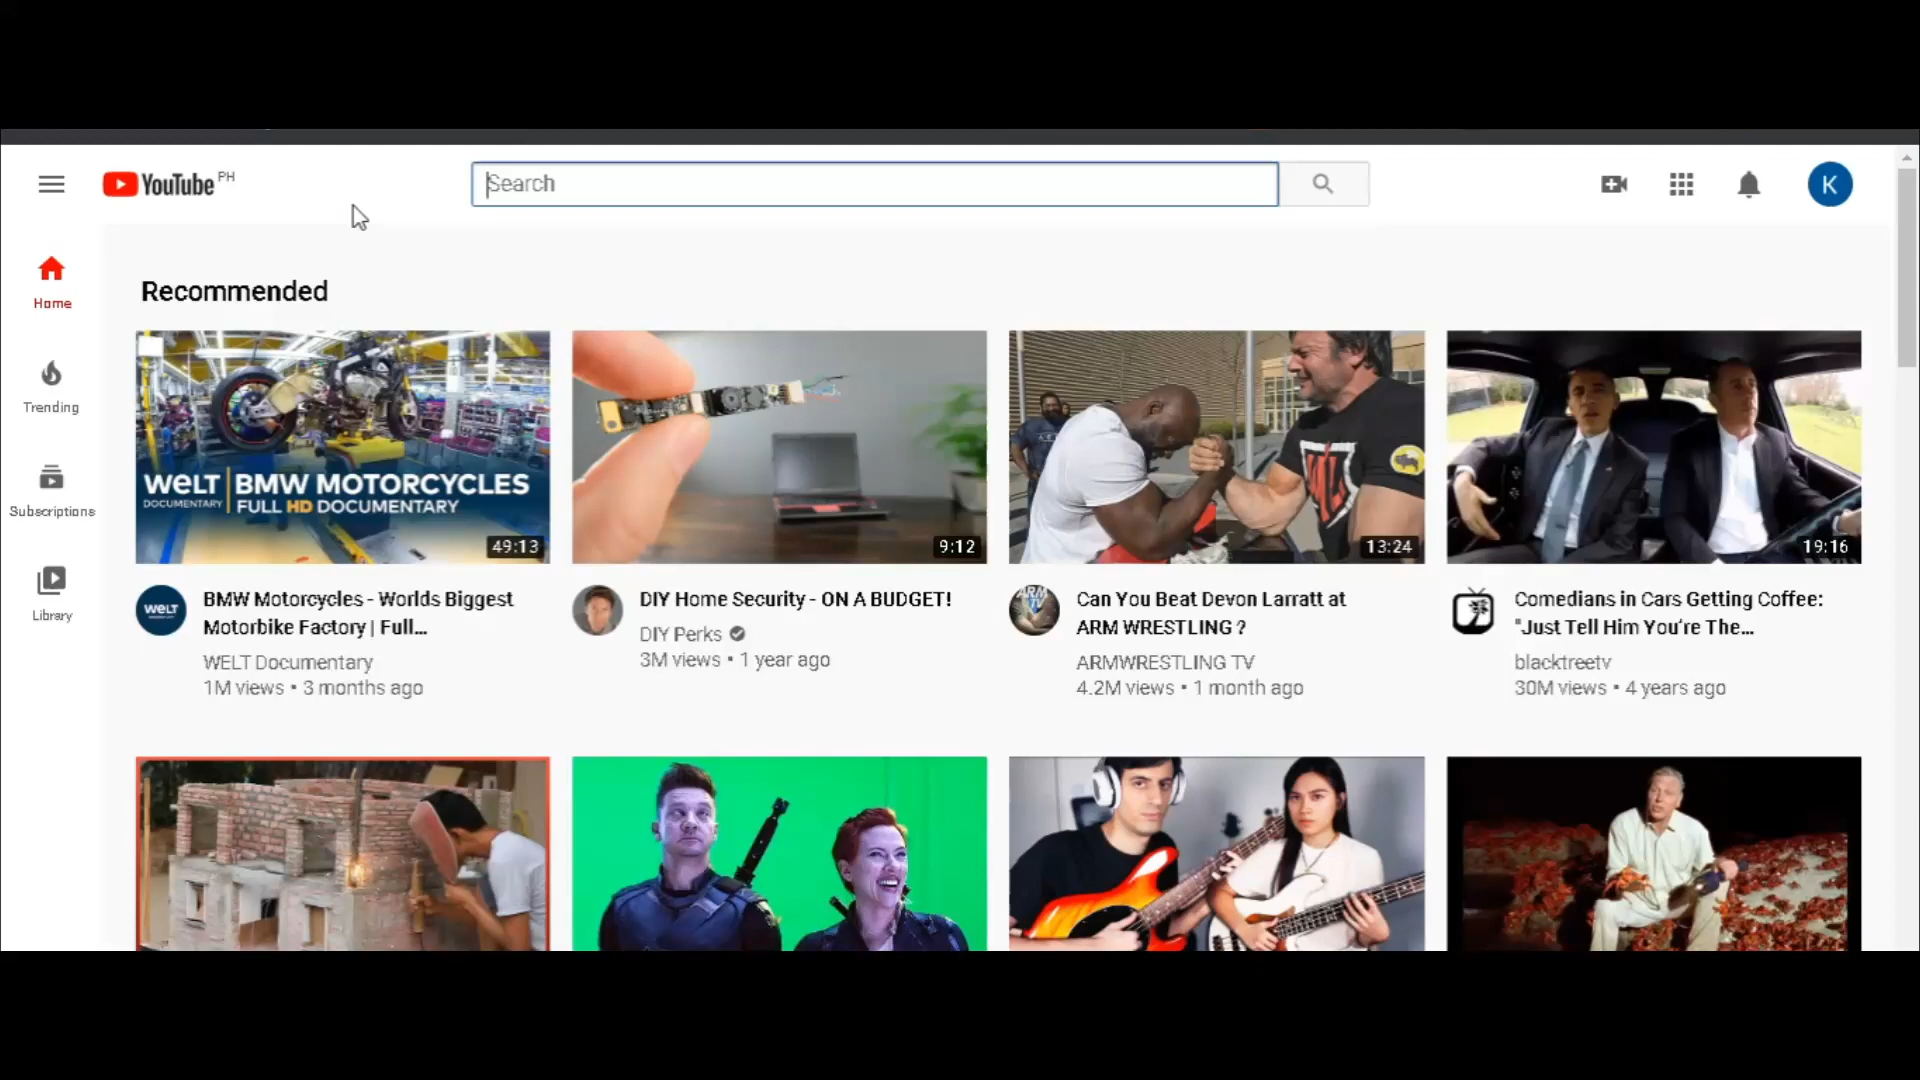 YouTube PH
Search
K
Home
Trending
Subscriptions
Library
Recommended
WELT DOCUMENTARY
BMW MOTORCYCLES
FULL HD DOCUMENTARY
49:13
9:12
13:24
19:16
WELT
BMW Motorcycles - Worlds Biggest
Motorbike Factory | Full...
WELT Documentary
1M views • 3 months ago
DIY Home Security - ON A BUDGET!
DIY Perks
3M views • 1 year ago
ARM
TV
Can You Beat Devon Larratt at
ARM WRESTLING ?
ARMWRESTLING TV
4.2M views • 1 month ago
Comedians in Cars Getting Coffee:
"Just Tell Him You're The...
blacktreetv
30M views • 4 years ago